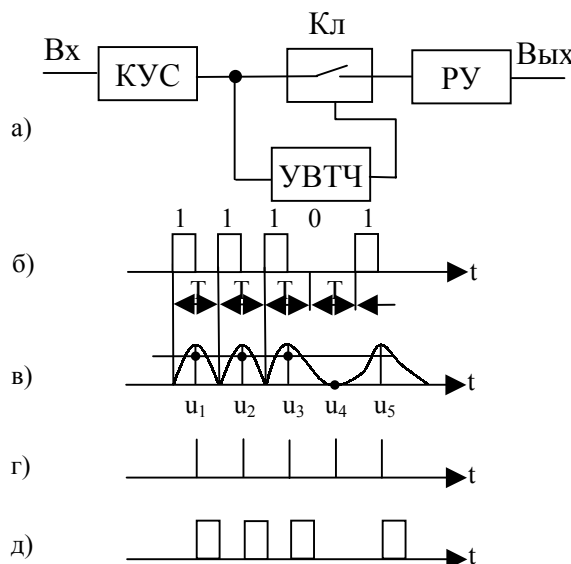 Кл
Вх КУС РУ Вых
а)
УВТЧ
1 1 1 0 1
б) t
T T T T
в) t
u1 u2 u3 u4 u5
г) t
д) t